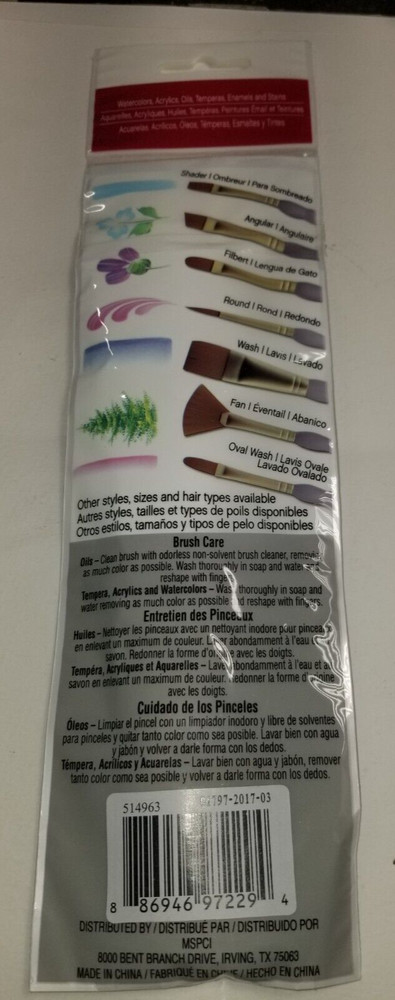 Watercolors, Acrylics, Oils, Temperas, Enamels and Stains
Aquarelles, Acryliques, Huiles, Tempéras, Peintures Émail et Teintures
Acuarelas, Acrílicos, Óleos, Témperas, Esmaltes y Tintes
Shader | Ombreur | Para Sombreado
Angular | Angulaire
Filbert | Lengua de Gato
Round | Rond | Redondo
Wash | Lavis | Lavado
Fan | Éventail | Abanico
Oval Wash | Lavis Ovale
Lavado Ovalado
Other styles, sizes and hair types available
Autres styles, tailles et types de poils disponibles
Otros estilos, tamaños y tipos de pelo disponibles
Brush Care
Oils – Clean brush with odorless non-solvent brush cleaner, removing
as much color as possible. Wash thoroughly in soap and water and
reshape with fingers.
Tempera, Acrylics and Watercolors – Wash thoroughly in soap and
water removing as much color as possible and reshape with fingers.
Entretien des Pinceaux
Huiles – Nettoyer les pinceaux avec un nettoyant inodore pour pinceaux
en enlevant un maximum de couleur. Laver abondamment à l'eau et
savon. Redonner la forme d'origine avec les doigts.
Tempéra, Acryliques et Aquarelles – Laver abondamment à l'eau et au
savon en enlevant un maximum de couleur. Redonner la forme d'origine
avec les doigts.
Cuidado de los Pinceles
Óleos – Limpiar el pincel con un limpiador inodoro y libre de solventes
para pinceles y quitar tanto color como sea posible. Lavar bien con agua
y jabón y volver a darle forma con los dedos.
Témpera, Acrílicos y Acuarelas – Lavar bien con agua y jabón, remover
tanto color como sea posible y volver a darle forma con los dedos.
514963 -2017-03
8 86946 97229 4
DISTRIBUTED BY / DISTRIBUÉ PAR / DISTRIBUIDO POR
MSPCI
8000 BENT BRANCH DRIVE, IRVING, TX 75063
MADE IN CHINA / FABRIQUÉ EN CHINE / HECHO EN CHINA